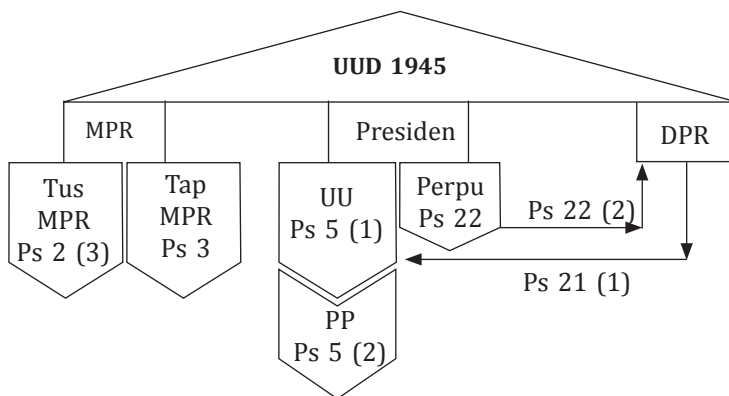 UUD 1945
MPR
Presiden
DPR
Tus
MPR
Ps 2 (3)
Tap
MPR
Ps 3
UU
Ps 5 (1)
Perpu
Ps 22
Ps 22 (2)
Ps 21 (1)
PP
Ps 5 (2)